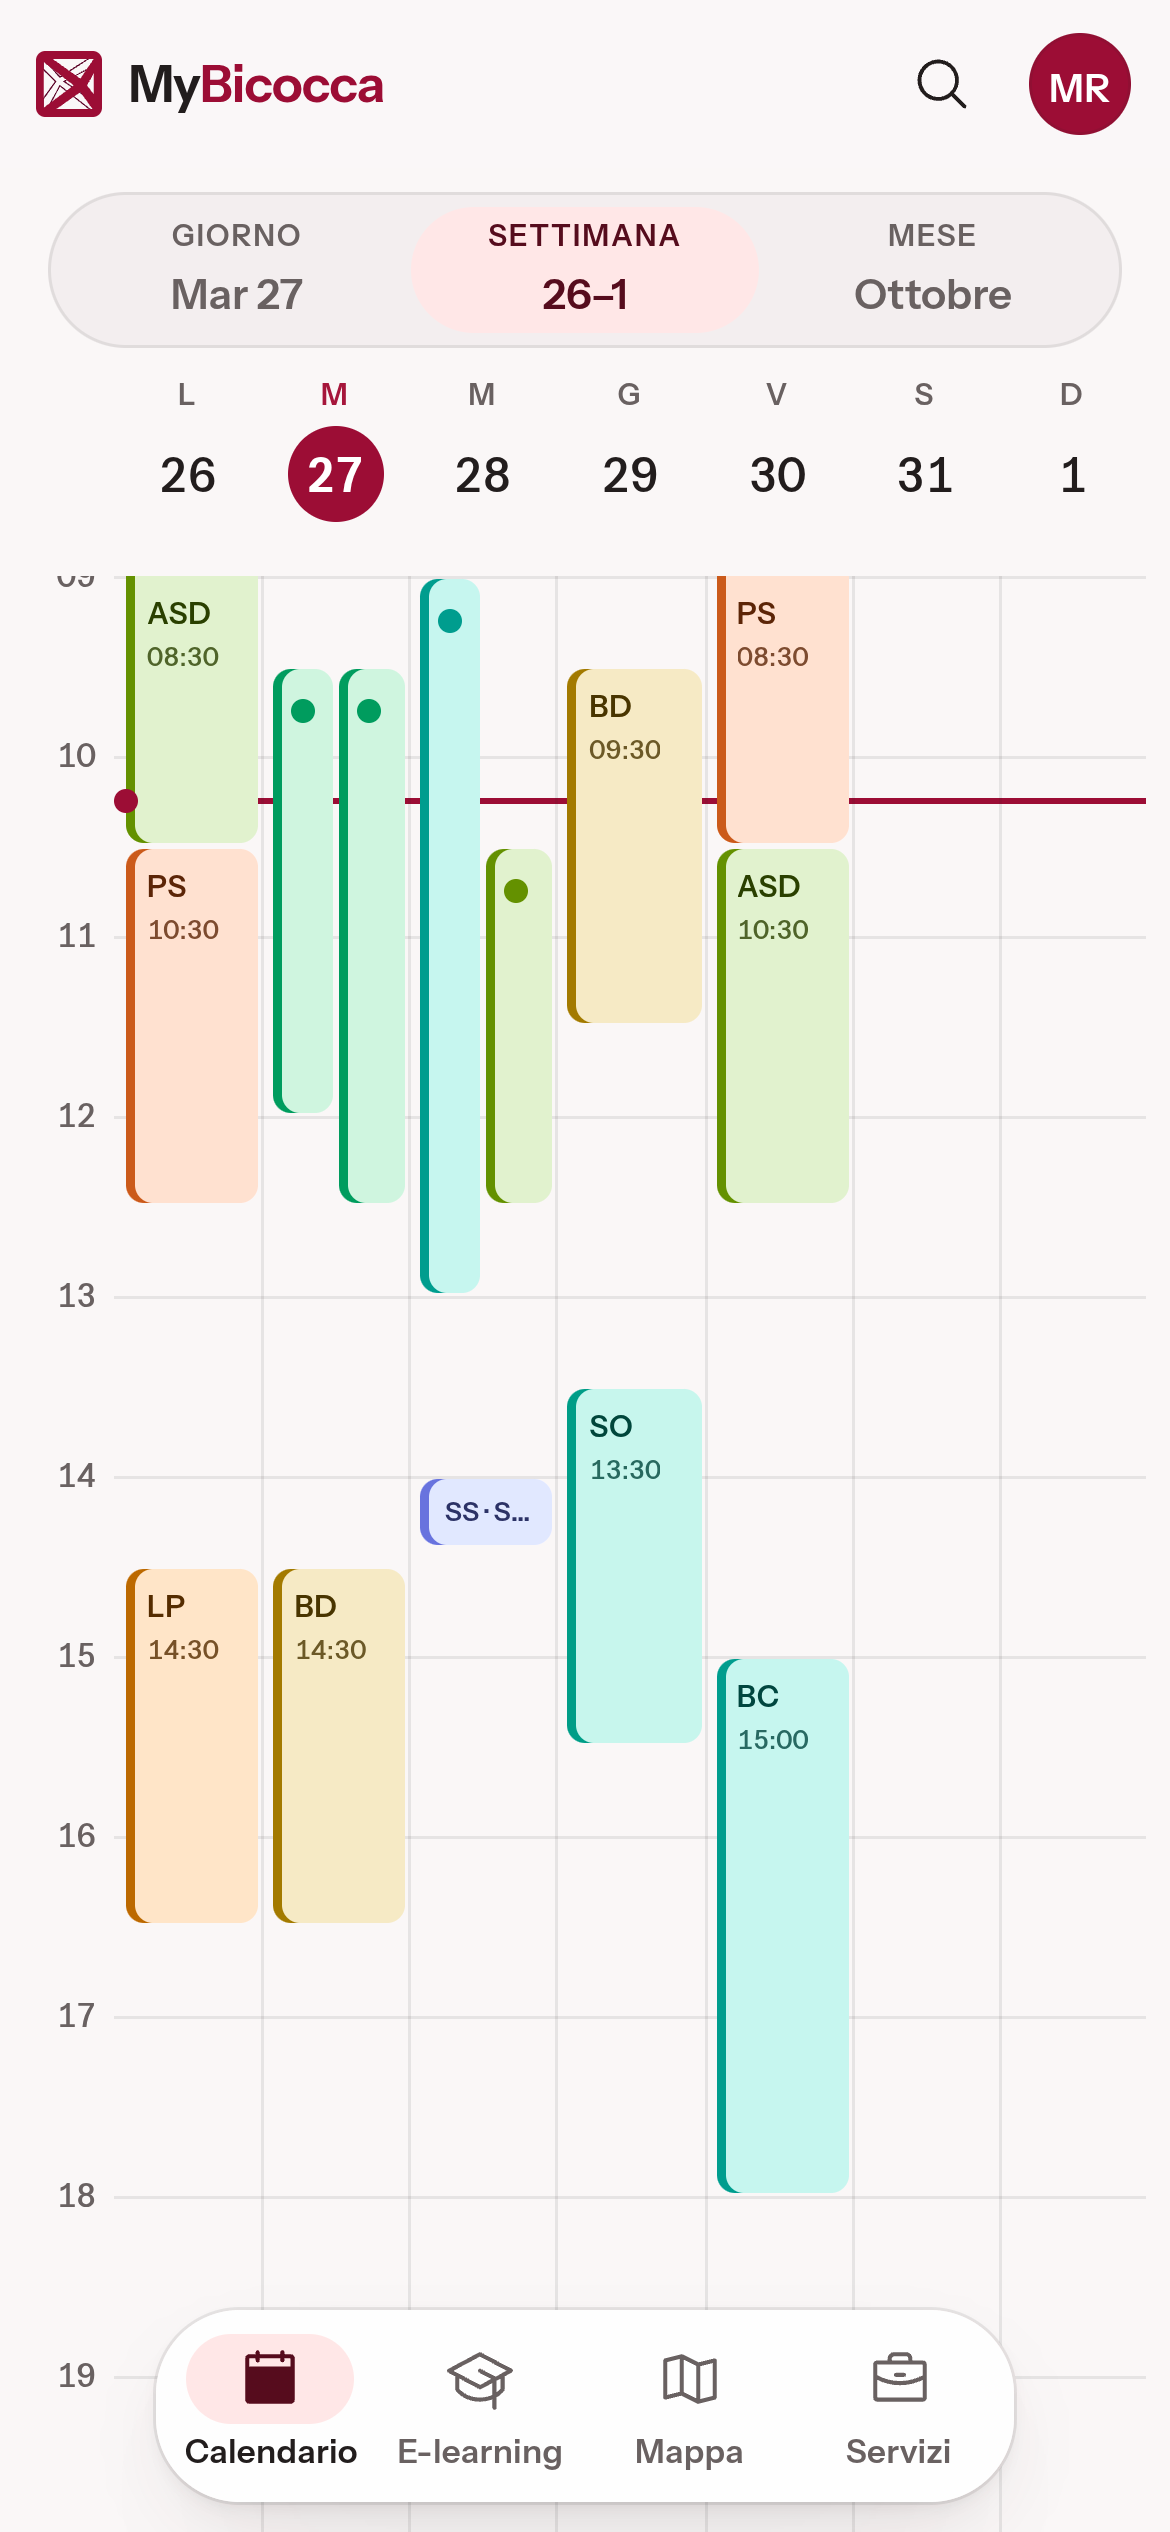 MyBicocca
MR
GIORNO
SETTIMANA
MESE
Mar 27
26–1
Ottobre
L
M
M
G
V
S
D
26
27
28
29
30
31
1
09
ASD
08:30
PS
08:30
BD
09:30
10
PS
10:30
ASD
10:30
11
12
13
SO
13:30
14
SS·S...
LP
14:30
BD
14:30
15
BC
15:00
16
17
18
19
Calendario
E-learning
Mappa
Servizi